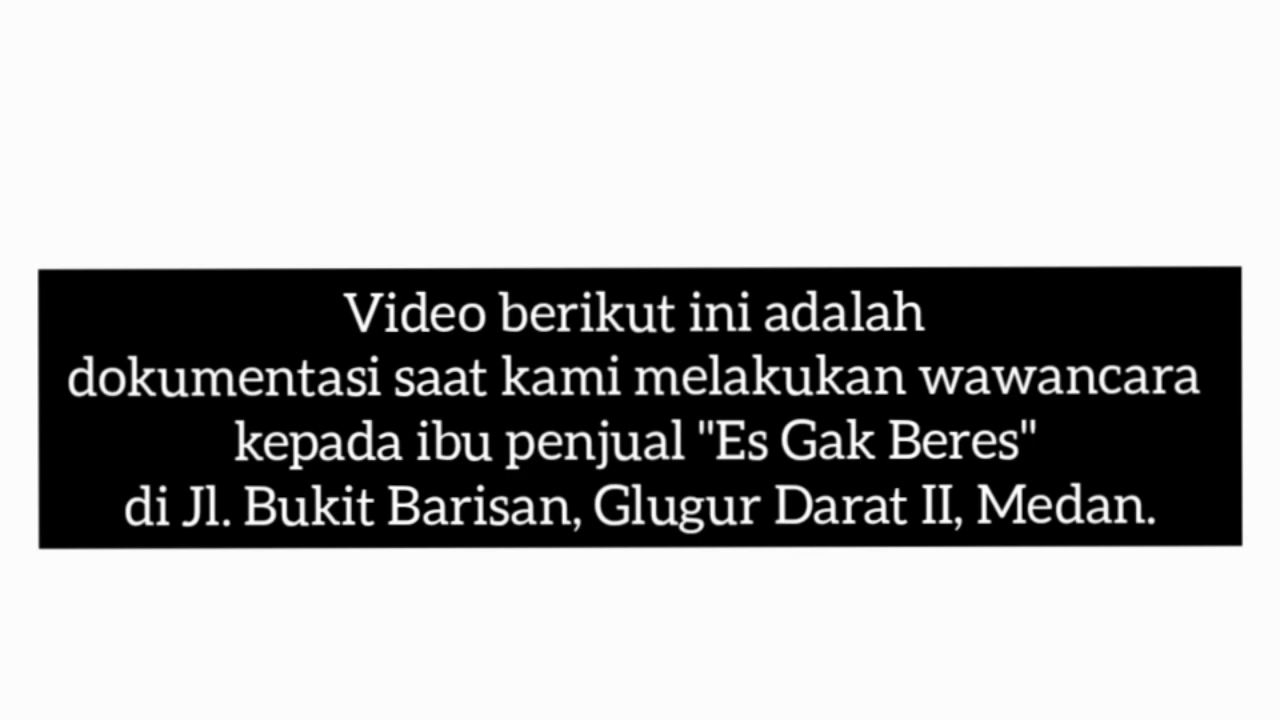 Video berikut ini adalah
dokumentasi saat kami melakukan wawancara
kepada ibu penjual "Es Gak Beres"
di Jl. Bukit Barisan, Glugur Darat II, Medan.